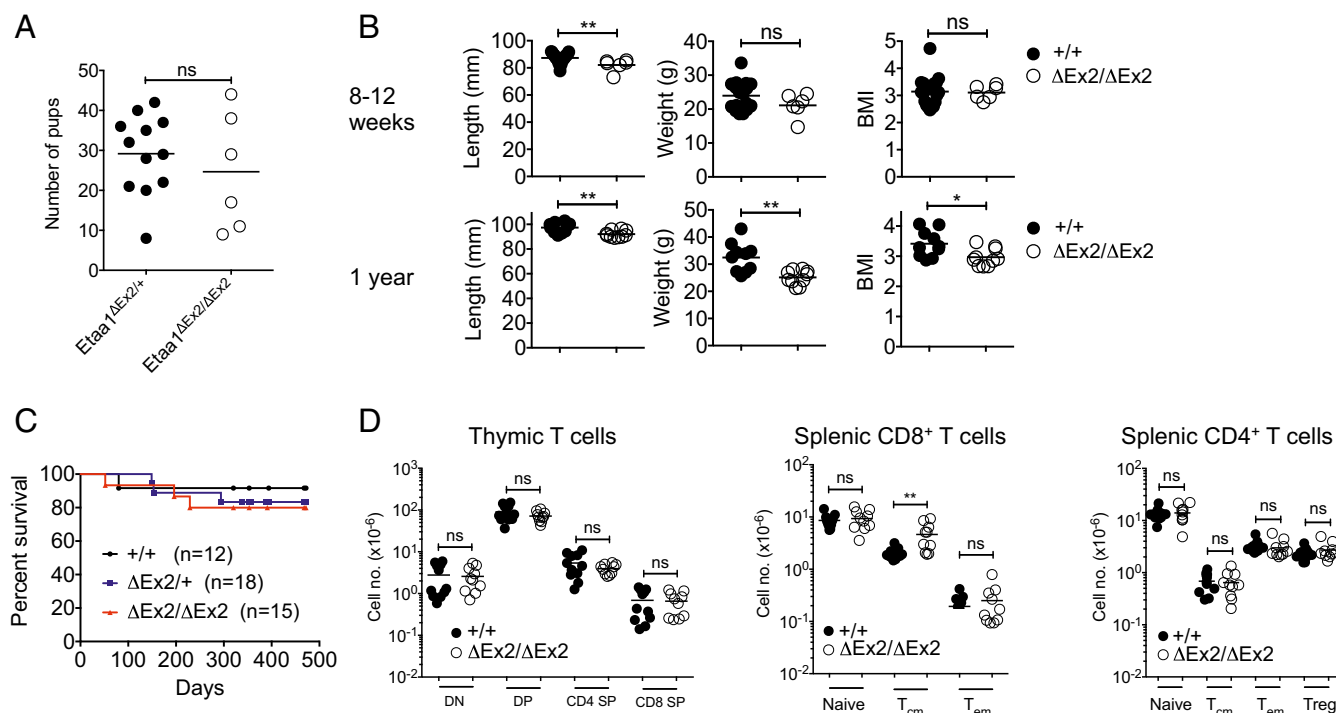 A
ns
50
40
30
20
10
0
Number of pups
Etaa1ΔEx2/+
Etaa1ΔEx2/ΔEx2
B
8-12
weeks
**
100
80
60
40
20
0
Length (mm)
ns
40
30
20
10
0
Weight (g)
ns
5
4
3
2
1
0
BMI
+/+
ΔEx2/ΔEx2
1 year
**
100
80
60
40
20
0
Length (mm)
**
50
40
30
20
10
0
Weight (g)
*
4
3
2
1
0
BMI
+/+
ΔEx2/ΔEx2
C
100
80
60
40
80
100
Percent survival
+/+ (n=12)
ΔEx2/+ (n=18)
ΔEx2/ΔEx2 (n=15)
0 100 200 300 400 500
Days
D
Thymic T cells
10³
10²
10¹
10⁰
10⁻¹
10⁻²
Cell no. (x10⁻⁶)
ns
ns
ns
ns
+/+
ΔEx2/ΔEx2
DN DP CD4 SP CD8 SP
Splenic CD8⁺ T cells
10²
10¹
10⁰
10⁻¹
10⁻²
Cell no. (x10⁻⁶)
ns
**
ns
+/+
ΔEx2/ΔEx2
Naive Tcm Tem
Splenic CD4⁺ T cells
10²
10¹
10⁰
10⁻¹
10⁻²
Cell no. (x10⁻⁶)
ns
ns
ns
ns
+/+
ΔEx2/ΔEx2
Naive Tcm Tem Treg